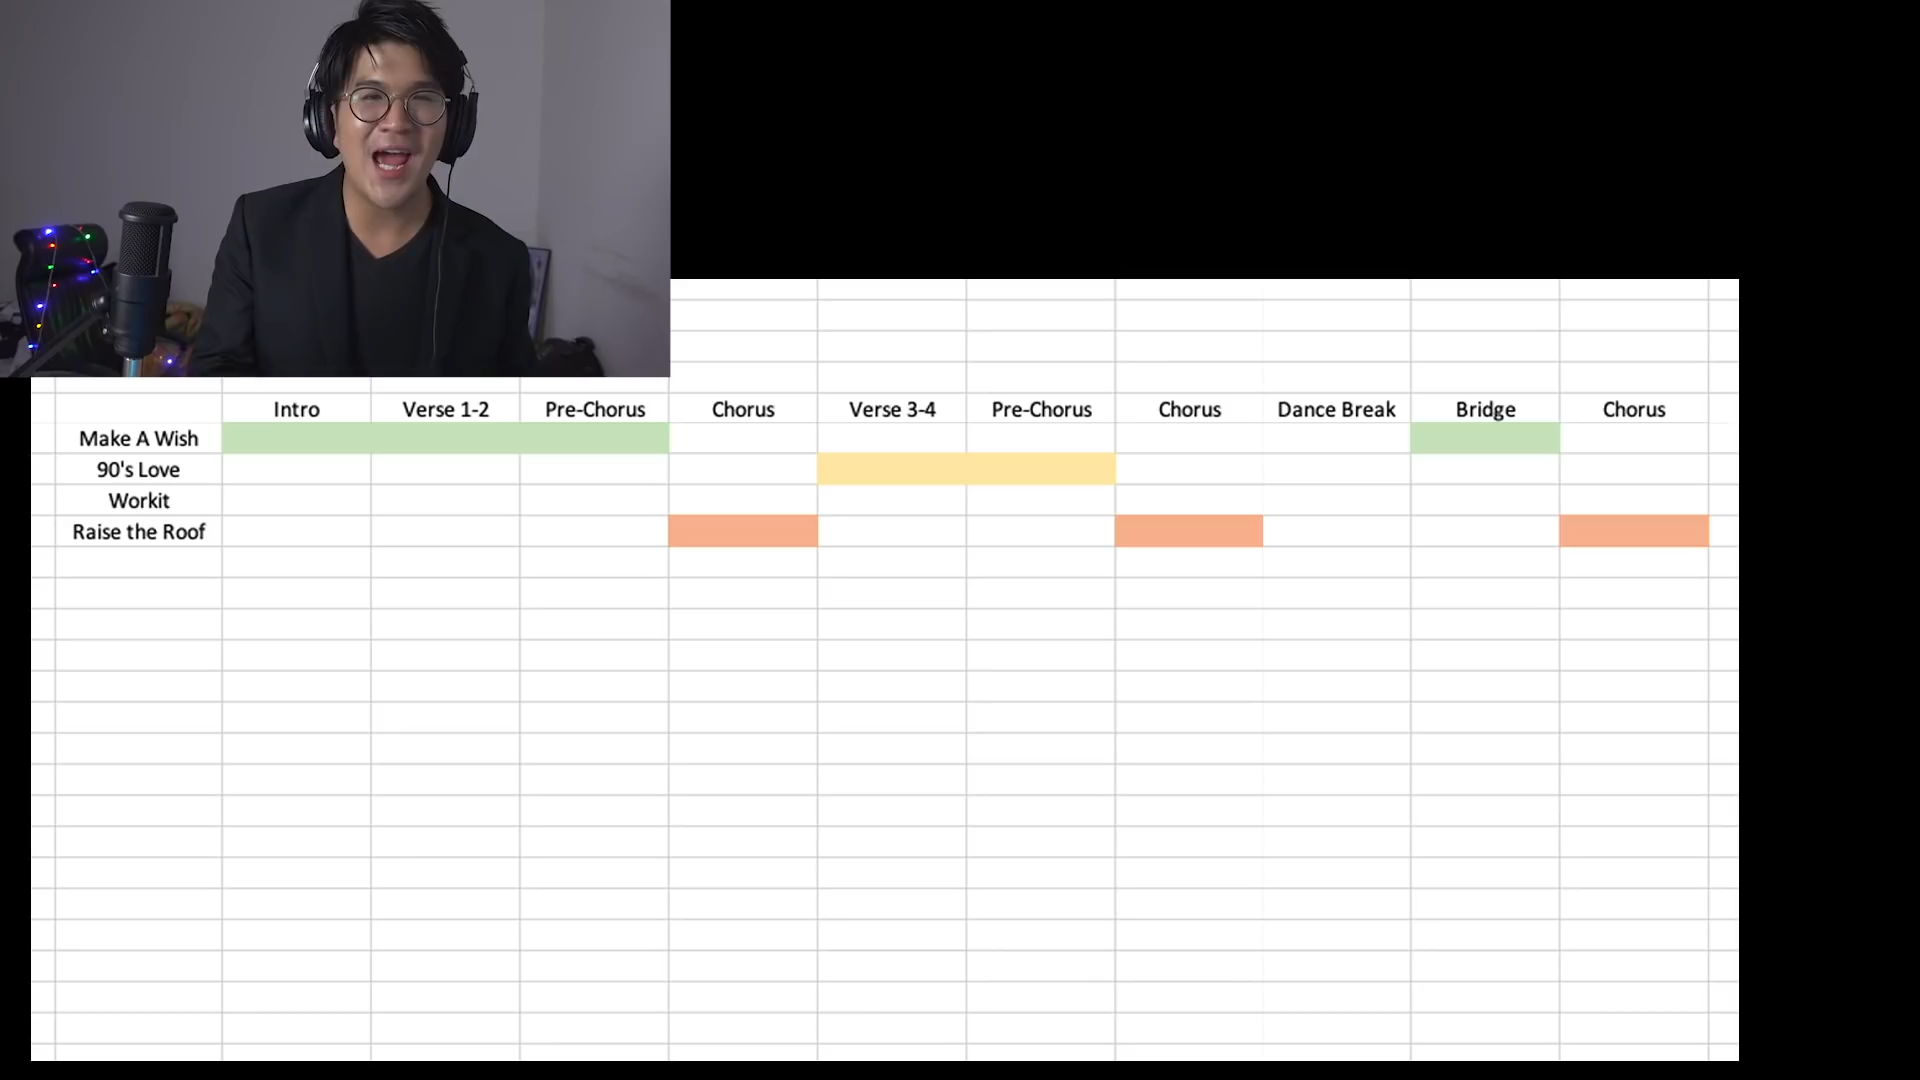 Intro Verse 1-2 Pre-Chorus Chorus Verse 3-4 Pre-Chorus Chorus Dance Break Bridge Chorus
Make A Wish
90's Love
Workit
Raise the Roof